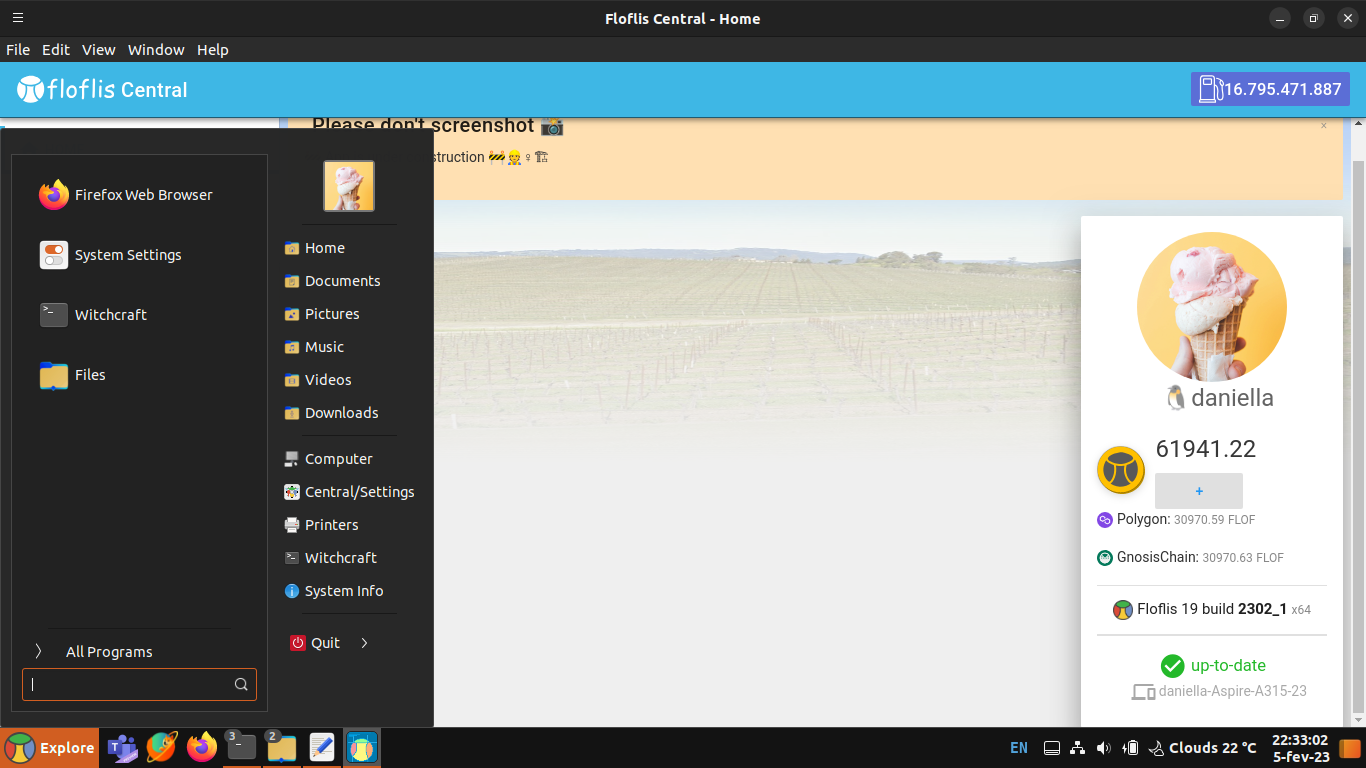 Floflis Central - Home
File Edit View Window Help
floflis Central
16.795.471.887
Please don't screenshot
struction
×
Firefox Web Browser
System Settings
Witchcraft
Files
All Programs
Home
Documents
Pictures
Music
Videos
Downloads
Computer
Central/Settings
Printers
Witchcraft
System Info
Quit
daniella
61941.22
+
Polygon: 30970.59 FLOF
GnosisChain: 30970.63 FLOF
Floflis 19 build 2302_1 x64
up-to-date
daniella-Aspire-A315-23
Explore
3
2
EN
Clouds 22 °C
22:33:02
5-fev-23